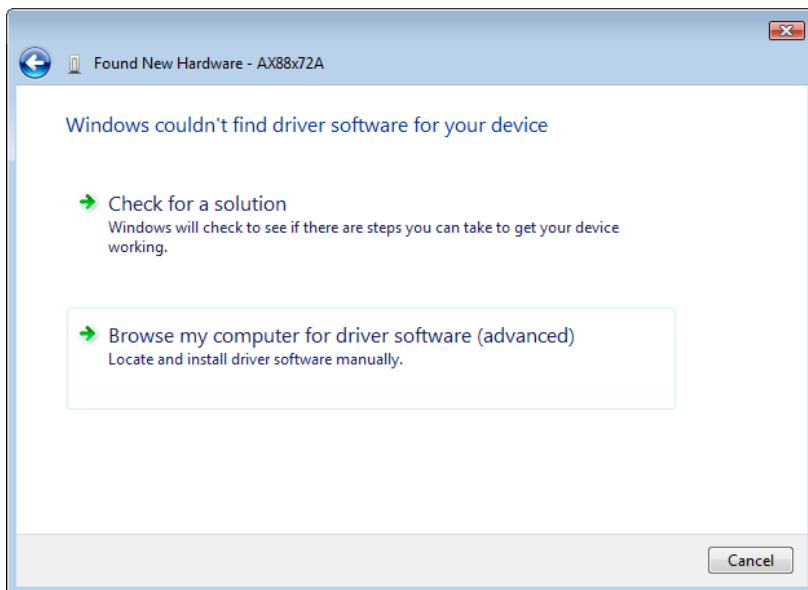 Found New Hardware - AX88x72A
Windows couldn't find driver software for your device
Check for a solution
Windows will check to see if there are steps you can take to get your device
working.
Browse my computer for driver software (advanced)
Locate and install driver software manually.
Cancel